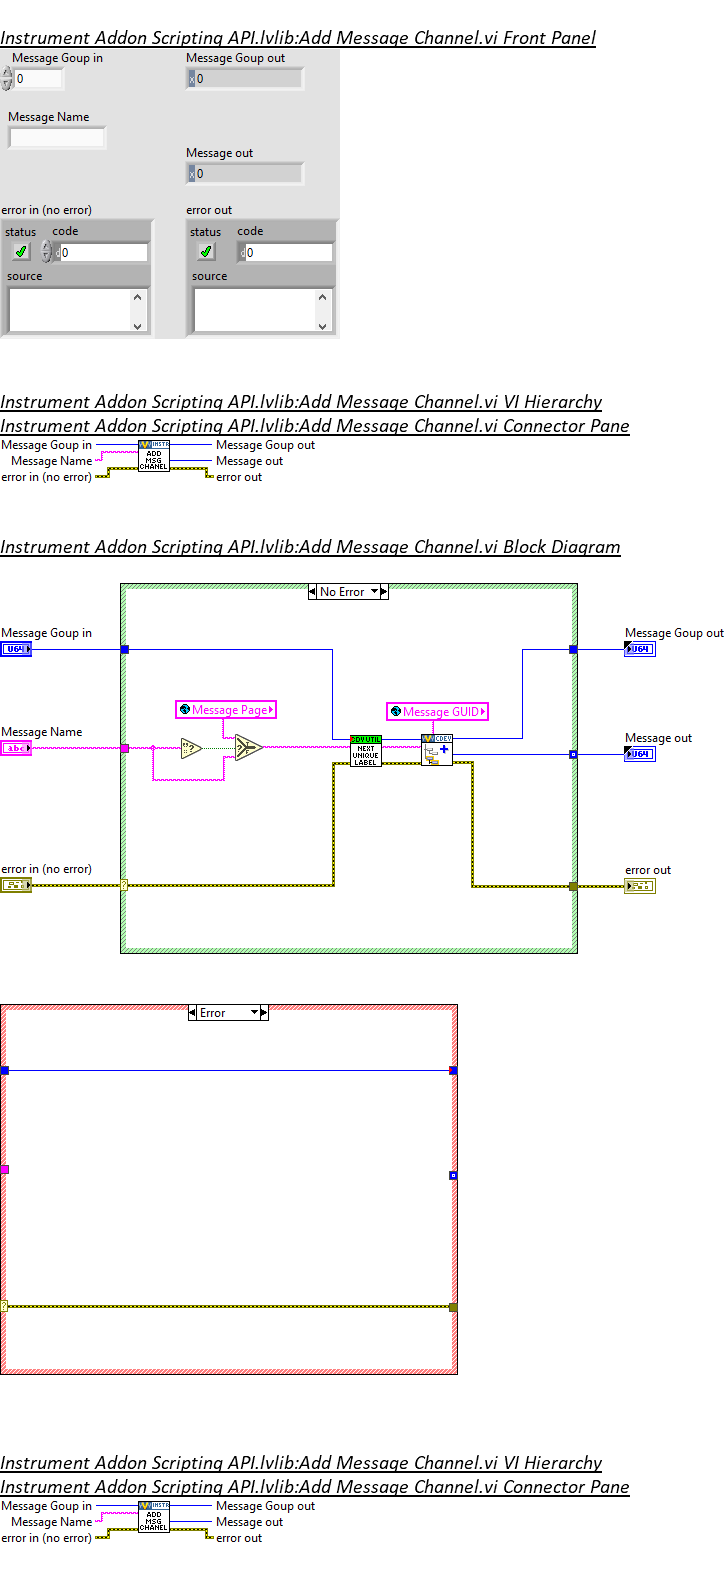 Instrument Addon Scripting API.lvlib:Add Message Channel.vi Front Panel
Message Goup in
Message Goup out
0
x 0
Message Name
Message out
x 0
error in (no error)
error out
status code
status code
d 0
d 0
source
source
Instrument Addon Scripting API.lvlib:Add Message Channel.vi VI Hierarchy
Instrument Addon Scripting API.lvlib:Add Message Channel.vi Connector Pane
Message Goup in
INSTR
Message Goup out
Message Name
ADD
MSG
CHANEL
Message out
error in (no error)
error out
Instrument Addon Scripting API.lvlib:Add Message Channel.vi Block Diagram
No Error
Message Goup in
Message Goup out
U64
U64
Message Page
Message GUID
Message Name
Message out
abc
?
?
T
F
DDV UTIL
NEXT
UNIQUE
LABEL
CDEV
U64
error in (no error)
error out
?
Error
?
Instrument Addon Scripting API.lvlib:Add Message Channel.vi VI Hierarchy
Instrument Addon Scripting API.lvlib:Add Message Channel.vi Connector Pane
Message Goup in
INSTR
Message Goup out
Message Name
ADD
MSG
CHANEL
Message out
error in (no error)
error out